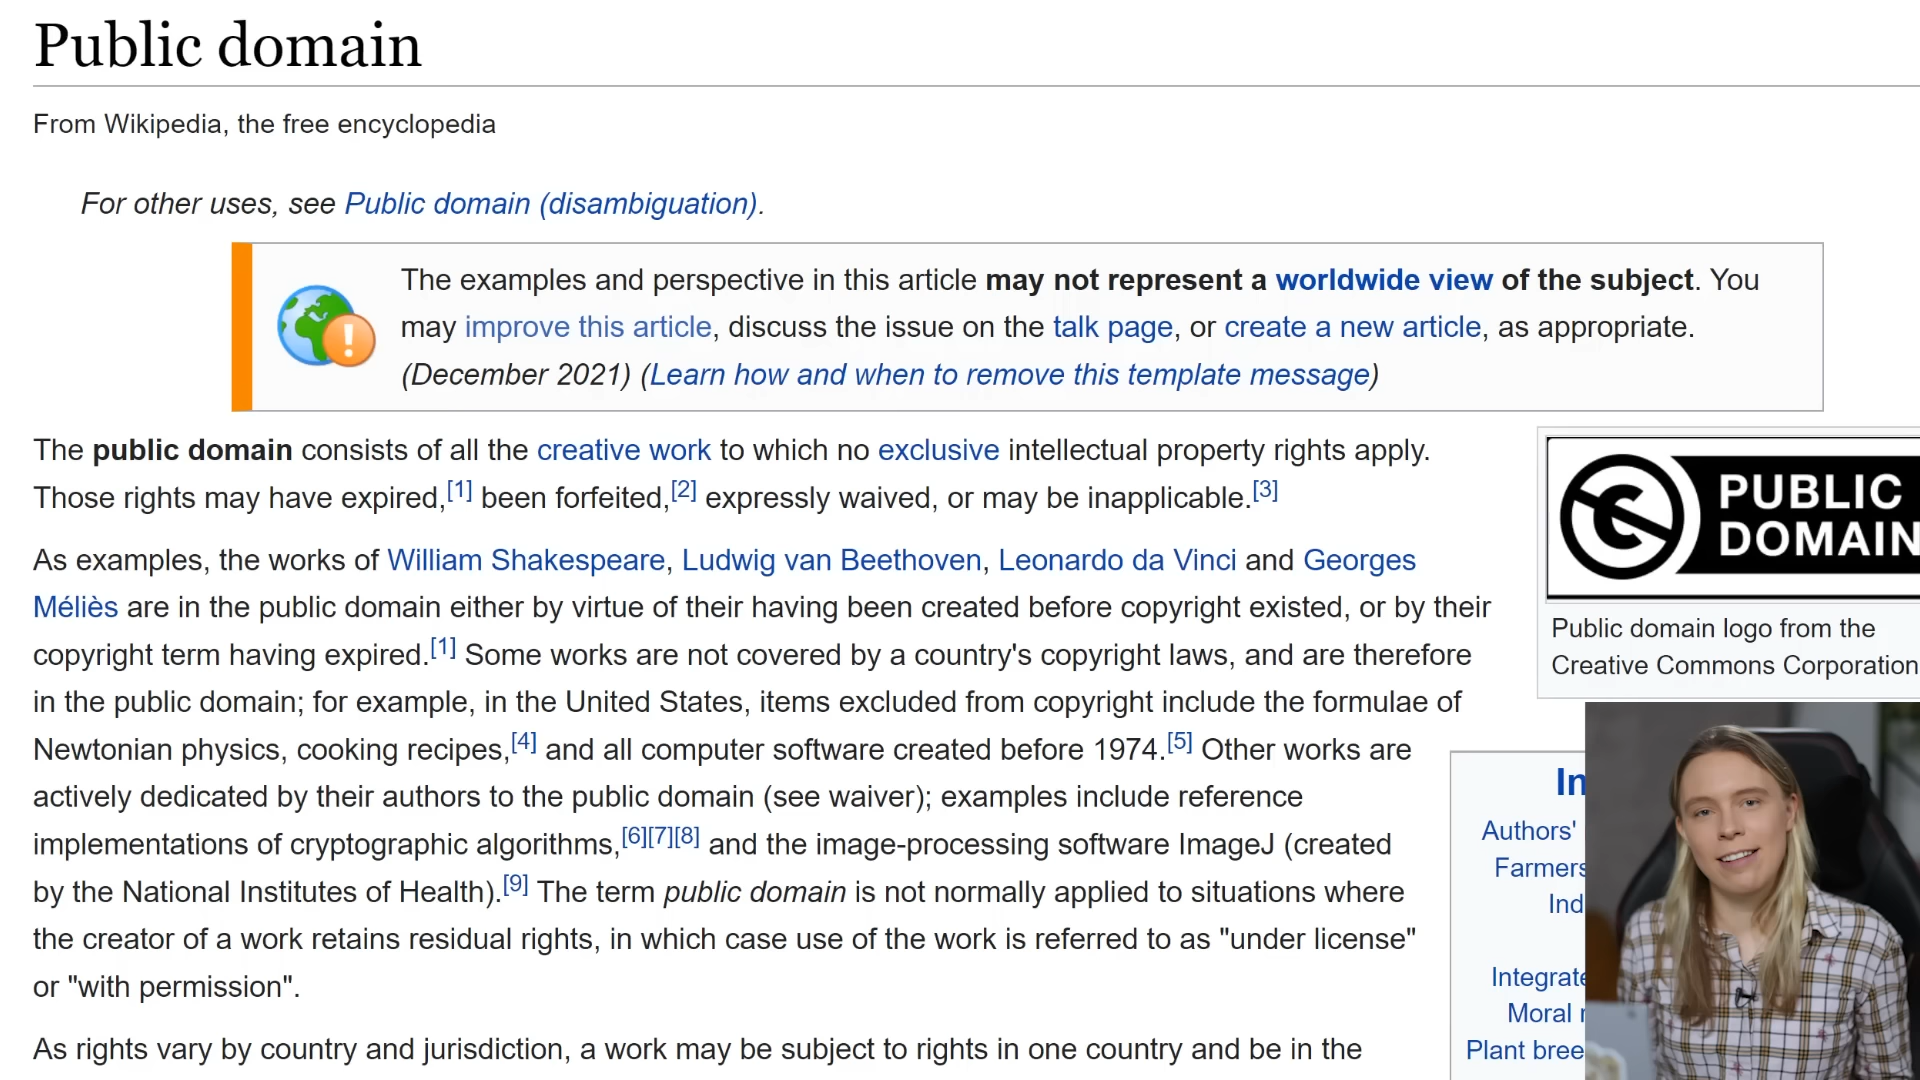 Public domain
From Wikipedia, the free encyclopedia
For other uses, see Public domain (disambiguation).
The examples and perspective in this article may not represent a worldwide view of the subject. You
may improve this article, discuss the issue on the talk page, or create a new article, as appropriate.
(December 2021) (Learn how and when to remove this template message)
The public domain consists of all the creative work to which no exclusive intellectual property rights apply.
Those rights may have expired,[1] been forfeited,[2] expressly waived, or may be inapplicable.[3]
As examples, the works of William Shakespeare, Ludwig van Beethoven, Leonardo da Vinci and Georges
Méliès are in the public domain either by virtue of their having been created before copyright existed, or by their
copyright term having expired.[1] Some works are not covered by a country's copyright laws, and are therefore
in the public domain; for example, in the United States, items excluded from copyright include the formulae of
Newtonian physics, cooking recipes,[4] and all computer software created before 1974.[5] Other works are
actively dedicated by their authors to the public domain (see waiver); examples include reference
implementations of cryptographic algorithms,[6][7][8] and the image-processing software ImageJ (created
by the National Institutes of Health).[9] The term public domain is not normally applied to situations where
the creator of a work retains residual rights, in which case use of the work is referred to as "under license"
or "with permission".
As rights vary by country and jurisdiction, a work may be subject to rights in one country and be in the
PUBLIC
DOMAIN
Public domain logo from the
Creative Commons Corporation
In
Authors'
Farmers
Ind
Integrate
Moral r
Plant bree